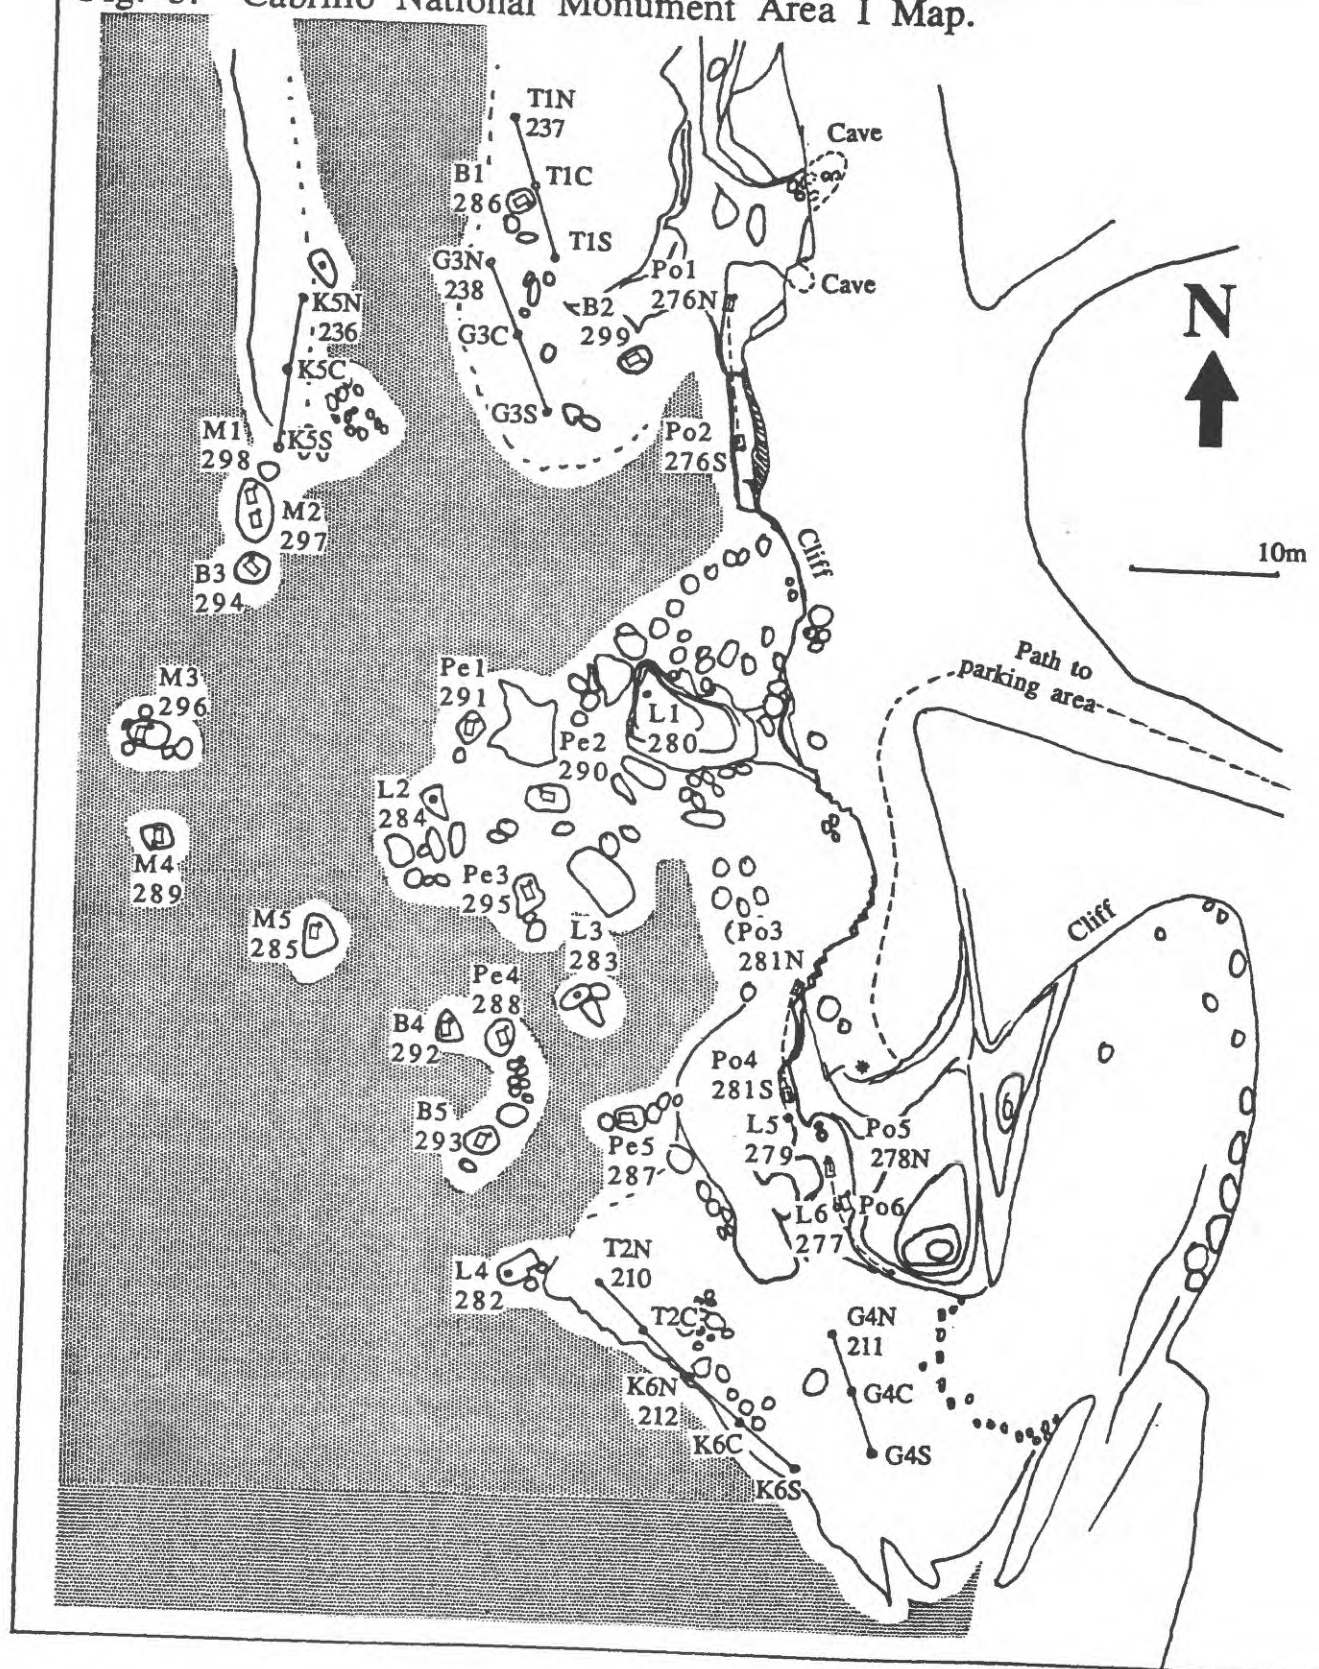 Cabrillo National Monument Area I Map.
T1N
237
Cave
B1
286
T1C
T1S
G3N
238
Po1
276N
Cave
K5N
236
B2
299
N
G3C
K5C
G3S
M1
298
K5S
Po2
276S
M2
297
Cliff
10m
B3
294
Path to
parking area
M3
296
Pe1
291
L1
280
Pe2
290
L2
284
M4
289
Pe3
295
M5
285
L3
283
(Po3
281N
Cliff
Pe4
288
B4
292
Po4
281S
B5
293
L5
279
Po5
278N
Pe5
287
L6
277
Po6
L4
282
T2N
210
T2C
G4N
211
K6N
212
G4C
K6C
G4S
K6S